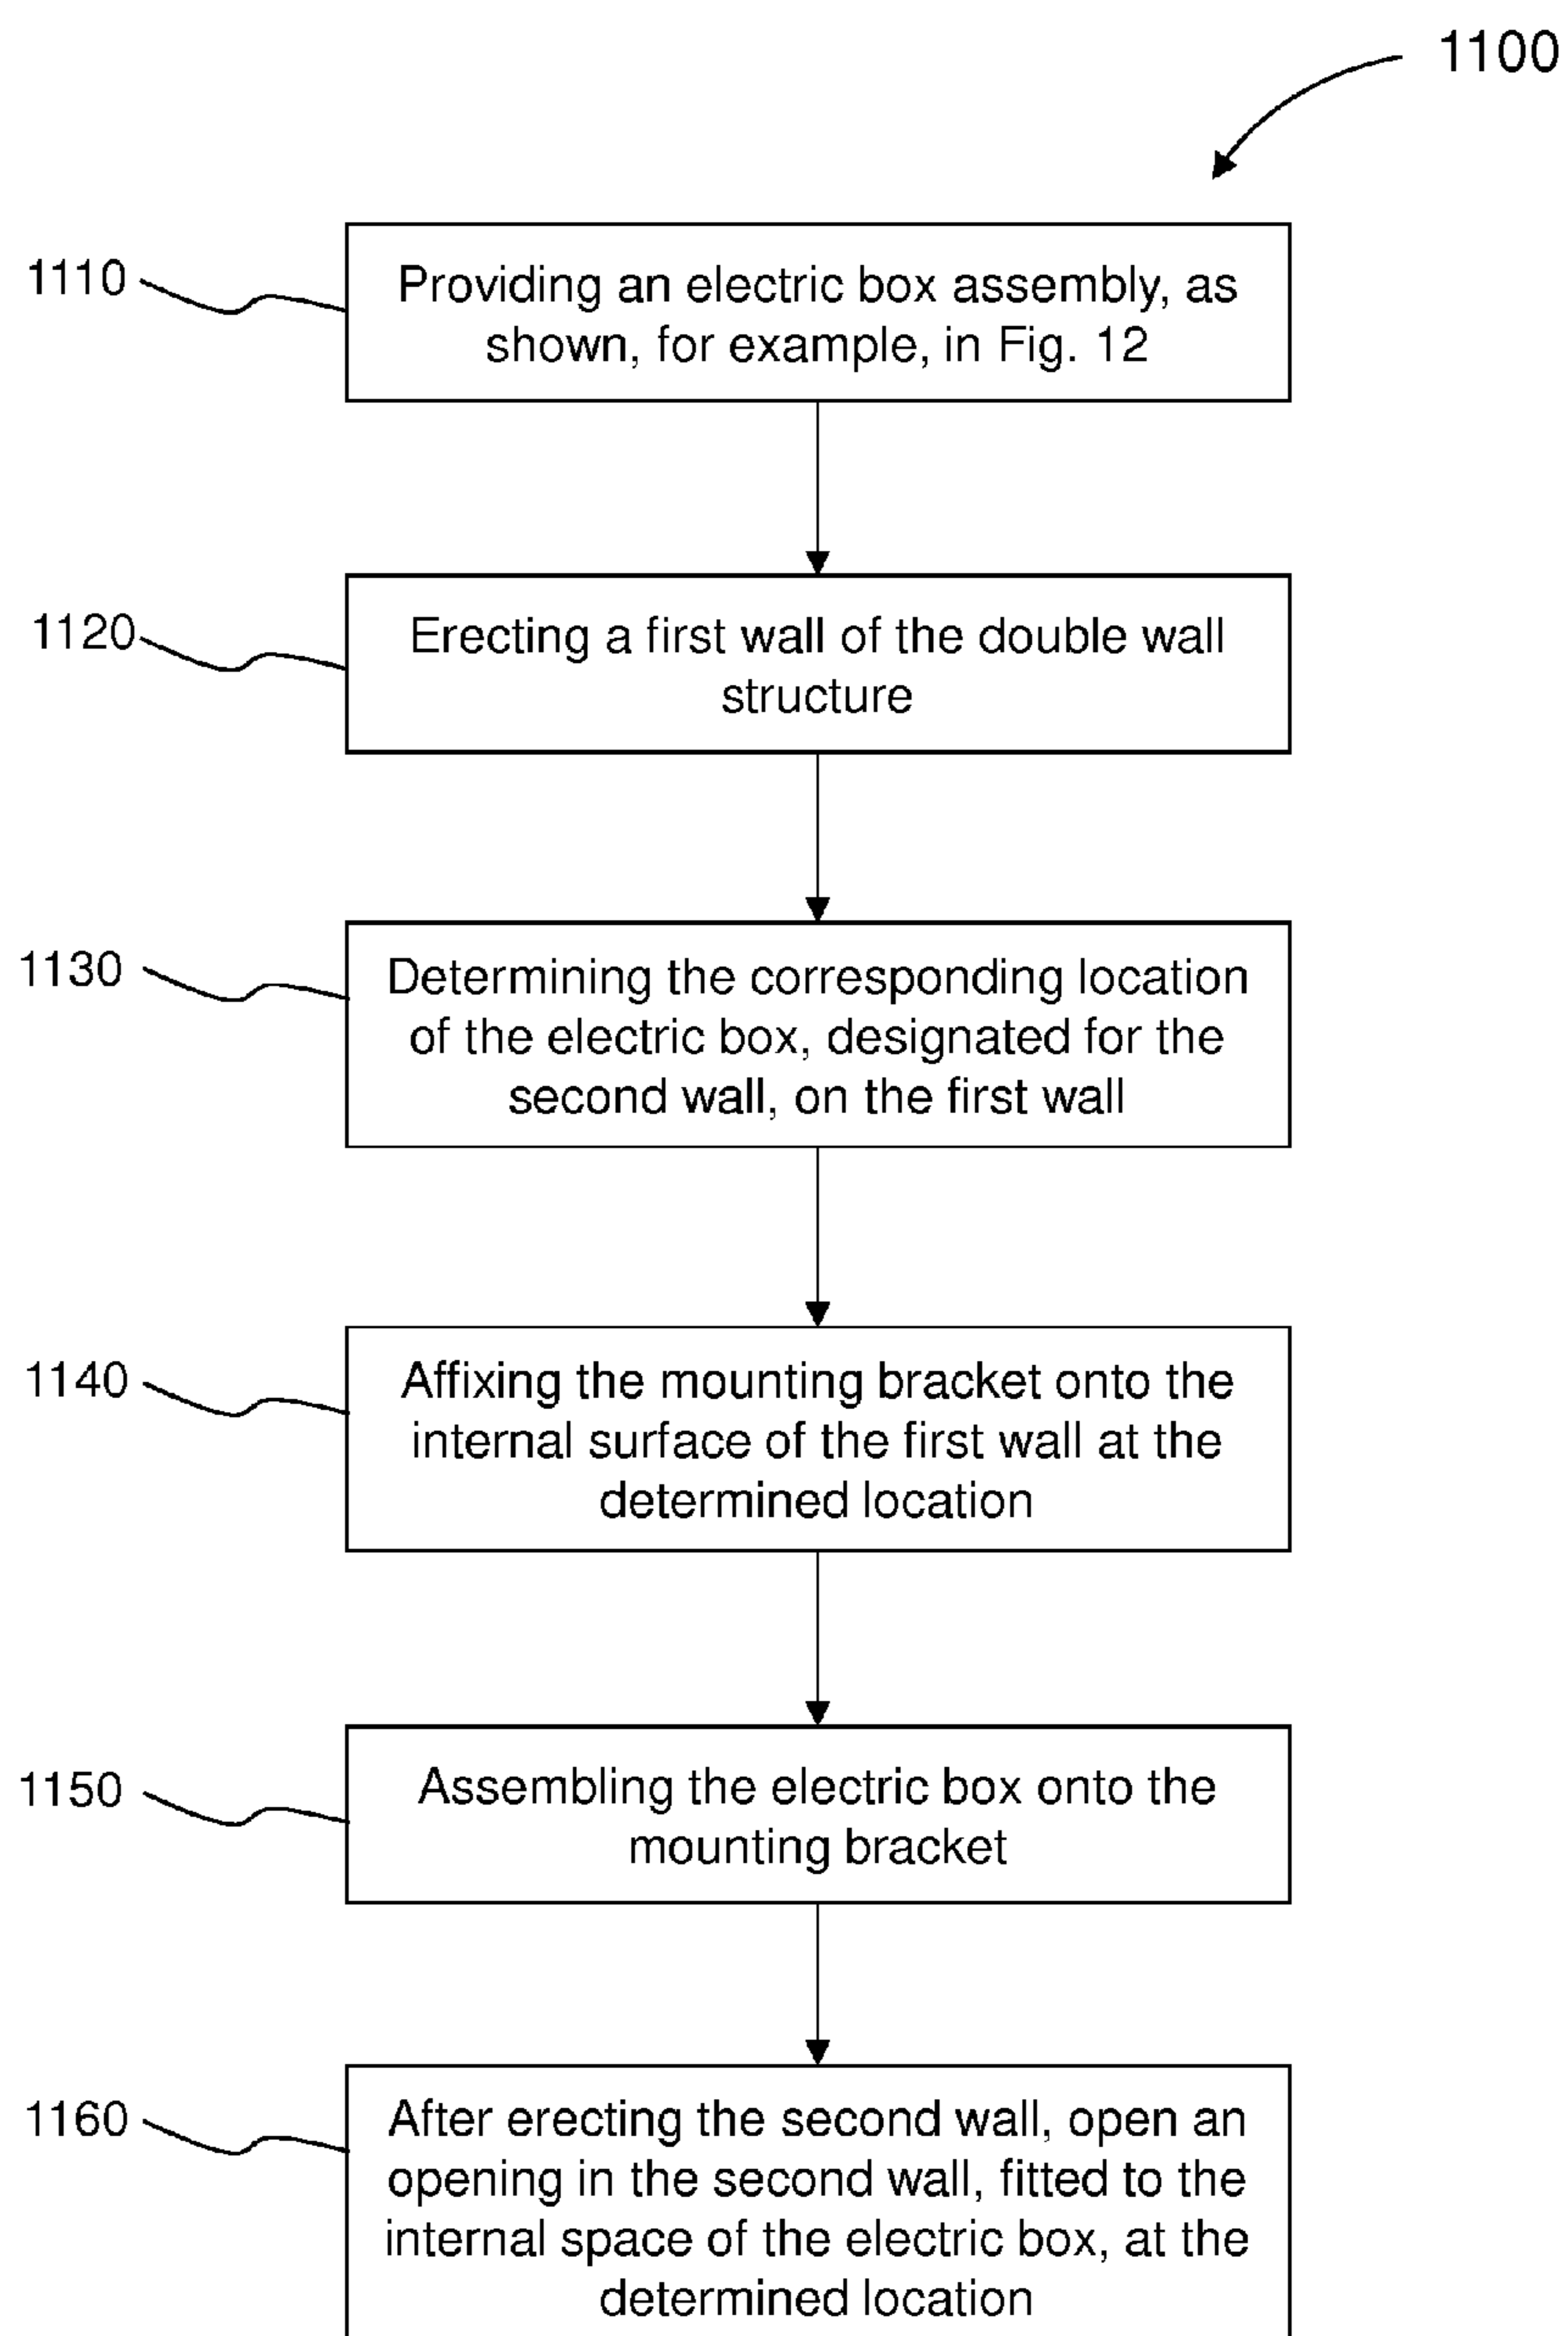 1100
1110
Providing an electric box assembly, as
shown, for example, in Fig. 12
1120
Erecting a first wall of the double wall
structure
1130
Determining the corresponding location
of the electric box, designated for the
second wall, on the first wall
1140
Affixing the mounting bracket onto the
internal surface of the first wall at the
determined location
1150
Assembling the electric box onto the
mounting bracket
1160
After erecting the second wall, open an
opening in the second wall, fitted to the
internal space of the electric box, at the
determined location